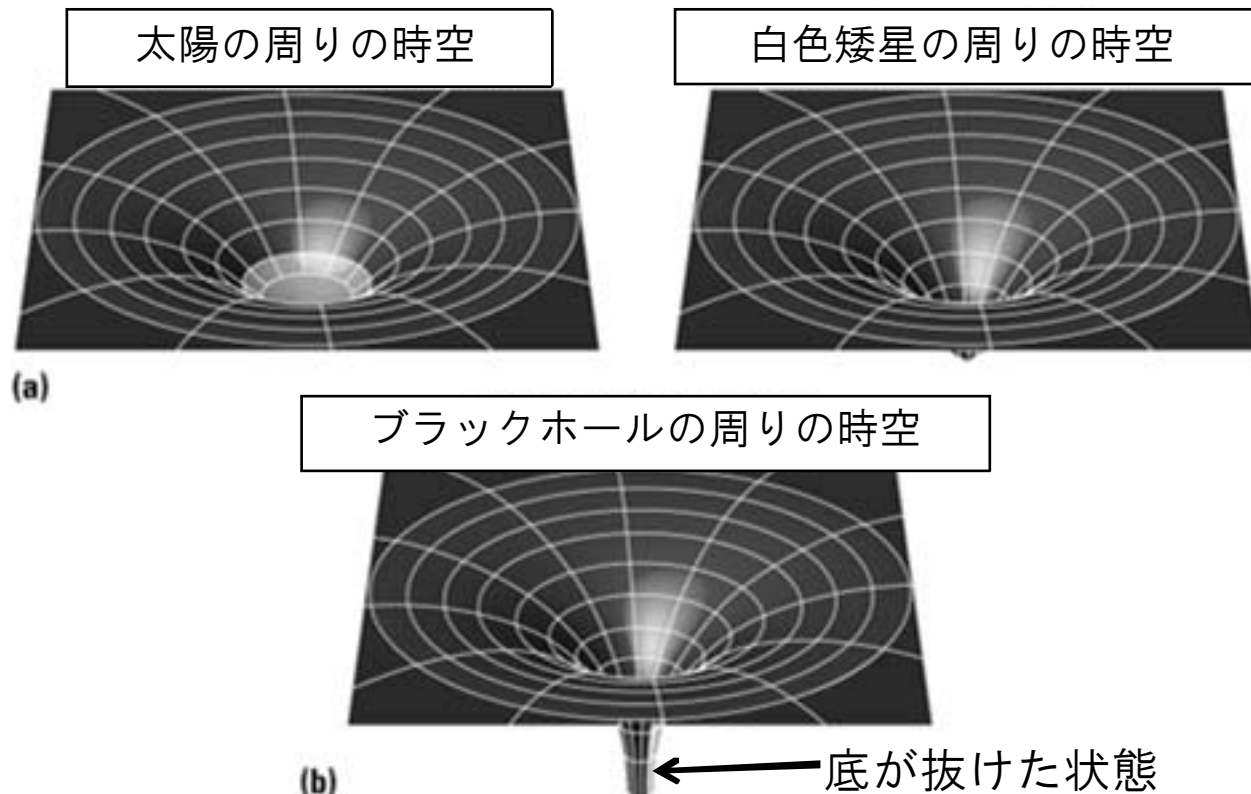 太陽の周りの時空
白色矮星の周りの時空
(a)
ブラックホールの周りの時空
底が抜けた状態
(b)